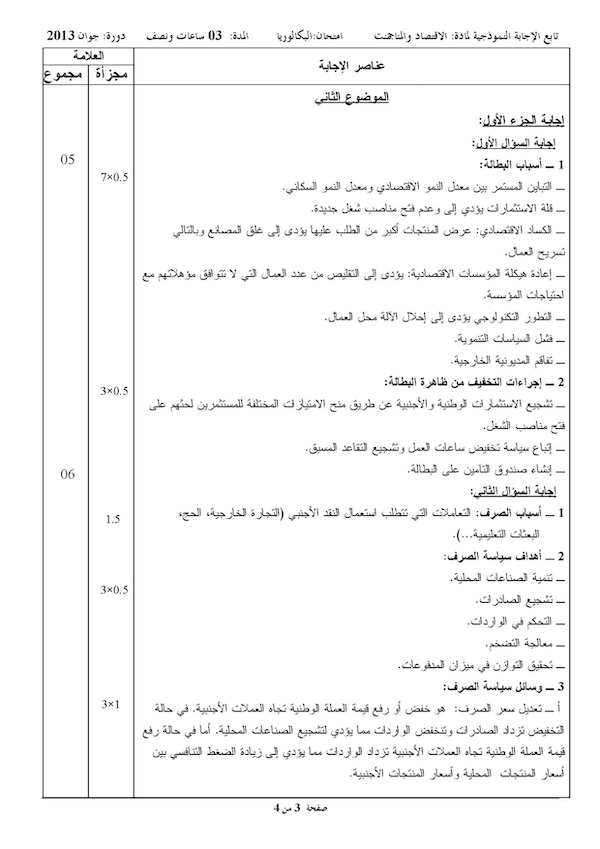 تابع الإجابة النموذجية لمادة: الاقتصاد والمناجمنت امتحان:البكالوريا المدة: 03 ساعات ونصف دورة: جوان 2013
عناصر الإجابة العلامة
مجزأة مجموع
الموضوع الثاني
إجابة الجزء الأول:
إجابة السؤال الأول:
05
1 ــ أسباب البطالة:
7×0.5
ــ التباين المستمر بين معدل النمو الاقتصادي ومعدل النمو السكاني.
ــ قلة الاستثمارات يؤدي إلى وعدم فتح مناصب شغل جديدة.
ــ الكساد الاقتصادي: عرض المنتجات أكبر من الطلب عليها يؤدى إلى غلق المصانع وبالتالي
تسريح العمال.
ــ إعادة هيكلة المؤسسات الاقتصادية: يؤدى إلى التقليص من عدد العمال التي لا تتوافق مؤهلاتهم مع
احتياجات المؤسسة.
ــ التطور التكنولوجي يؤدى إلى إحلال الآلة محل العمال.
ــ فشل السياسات التنموية.
ــ تفاقم المديونية الخارجية.
2 ــ إجراءات التخفيف من ظاهرة البطالة:
3×0.5
ــ تشجيع الاستثمارات الوطنية والأجنبية عن طريق منح الامتيازات المختلفة للمستثمرين لحثهم على
فتح مناصب الشغل.
ــ إتباع سياسة تخفيض ساعات العمل وتشجيع التقاعد المسبق.
ــ إنشاء صندوق التامين على البطالة.
06
إجابة السؤال الثاني:
1 ــ أسباب الصرف: التعاملات التي تتطلب استعمال النقد الأجنبي (التجارة الخارجية، الحج،
1.5
البعثات التعليمية...).
2 ــ أهداف سياسة الصرف:
ــ تنمية الصناعات المحلية.
3×0.5
ــ تشجيع الصادرات.
ــ التحكم في الواردات.
ــ معالجة التضخم.
ــ تحقيق التوازن في ميزان المدفوعات.
3 ــ وسائل سياسة الصرف:
3×1
أ ــ تعديل سعر الصرف: هو خفض أو رفع قيمة العملة الوطنية تجاه العملات الأجنبية. في حالة
التخفيض تزداد الصادرات وتنخفض الواردات مما يؤدي لتشجيع الصناعات المحلية. أما في حالة رفع
قيمة العملة الوطنية تجاه العملات الأجنبية تزداد الواردات مما يؤدي إلى زيادة الضغط التنافسي بين
أسعار المنتجات المحلية وأسعار المنتجات الأجنبية.
صفحة 3 من 4